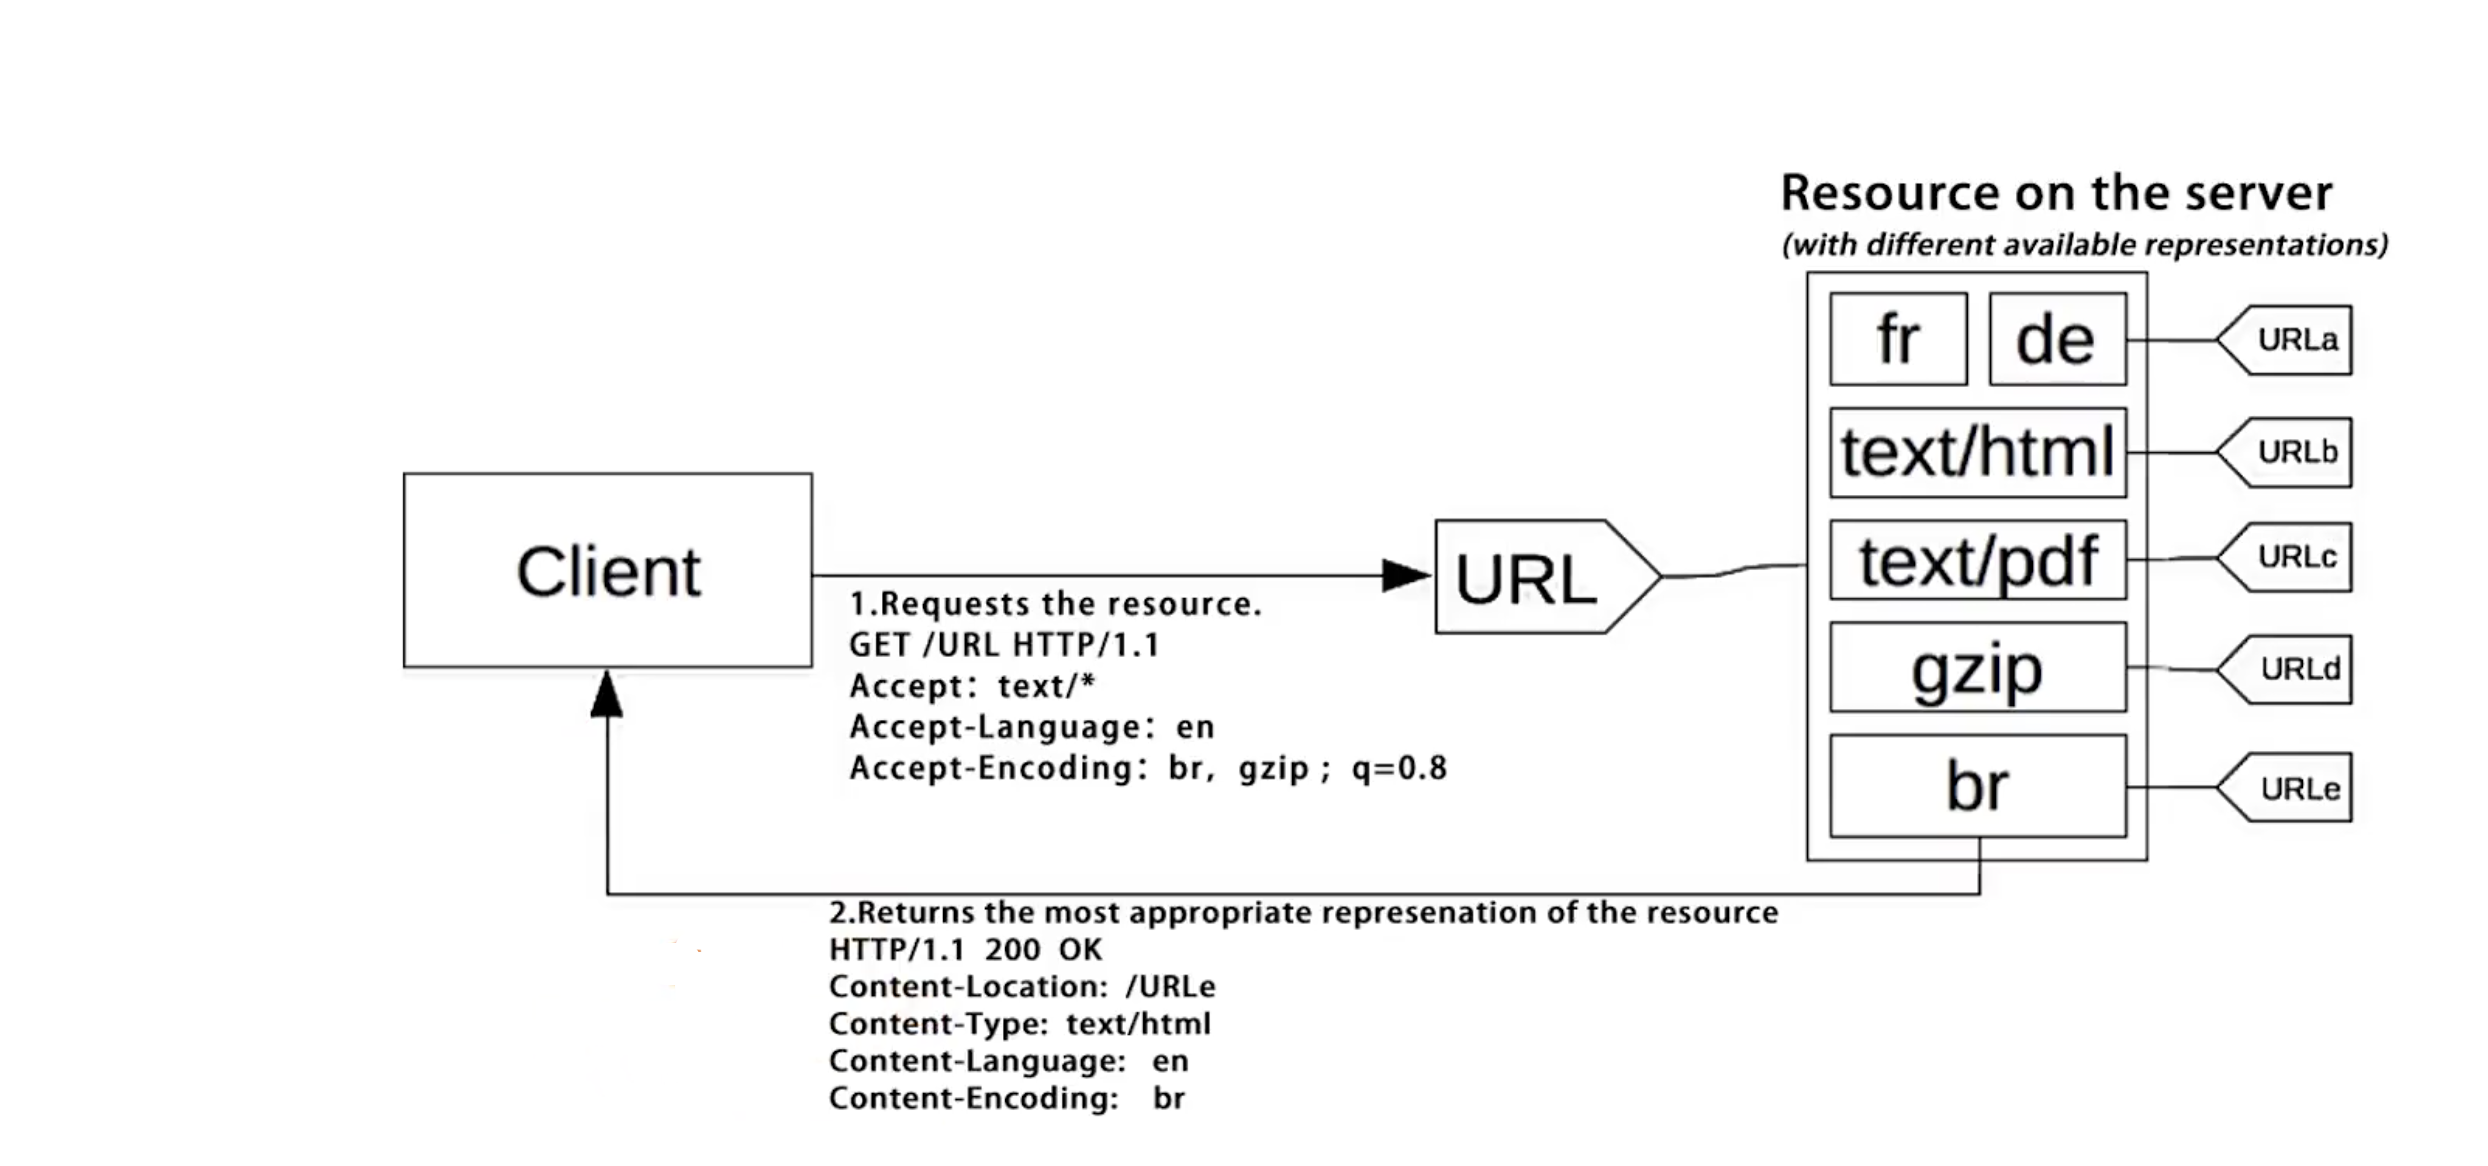 Resource on the server
(with different available representations)
fr
de
URLa
text/html
URLb
Client
URL
text/pdf
URLc
1.Requests the resource.
GET /URL HTTP/1.1
Accept: text/*
Accept-Language: en
Accept-Encoding: br, gzip ; q=0.8
gzip
URLd
br
URLe
2.Returns the most appropriate represenation of the resource
HTTP/1.1 200 OK
Content-Location: /URLe
Content-Type: text/html
Content-Language: en
Content-Encoding: br